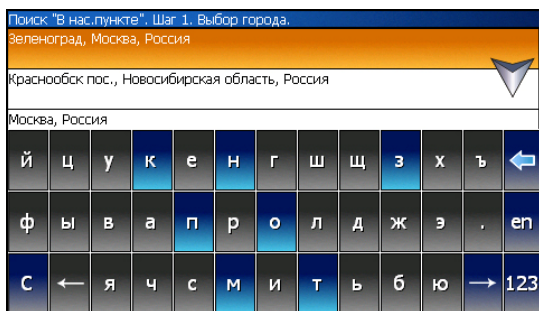 Поиск "В нас.пункте". Шаг 1. Выбор города.
Зеленоград, Москва, Россия
Краснообск пос., Новосибирская область, Россия
Москва, Россия
й ц у к е н г ш щ з х ъ
ф ы в а п р о л д ж э . en
С ← я ч с м и т ь б ю → 123